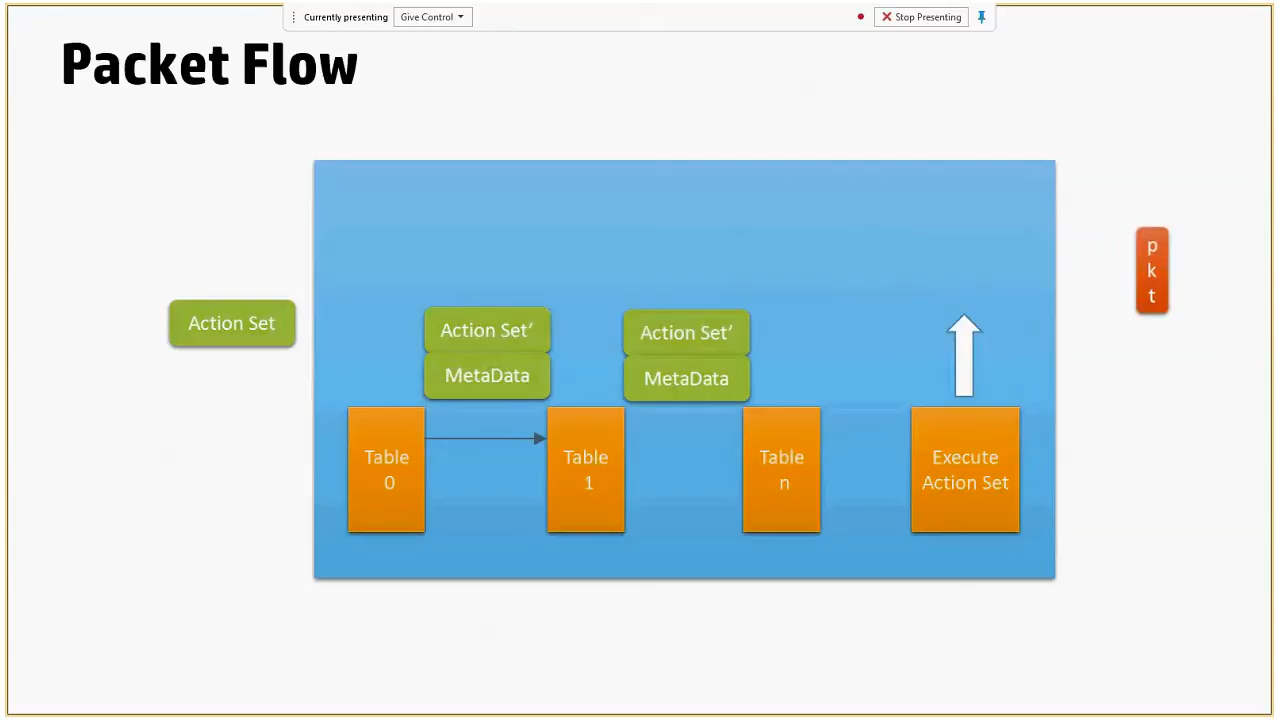 Currently presenting
Give Control
Stop Presenting
Packet Flow
Action Set
Action Set’
MetaData
Action Set’
MetaData
p
k
t
Table
0
Table
1
Table
n
Execute
Action Set